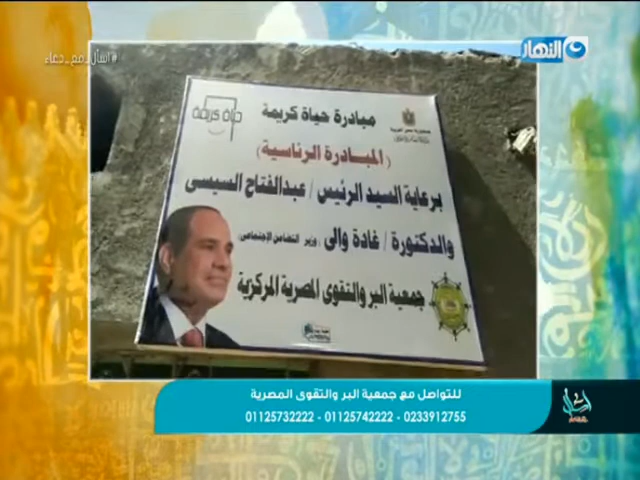 #اسأل_مع_دعاء
النهار
حياة كريمة
مبادرة حياة كريمة
(المبادرة الرئاسية)
برعاية السيد الرئيس / عبدالفتاح السيسى
والدكتورة / غادة والى (وزير التضامن الإجتماعى)
جمعية البر والتقوى المصرية المركزية
للتواصل مع جمعية البر والتقوى المصرية
01125732222 - 01125742222 - 0233912755